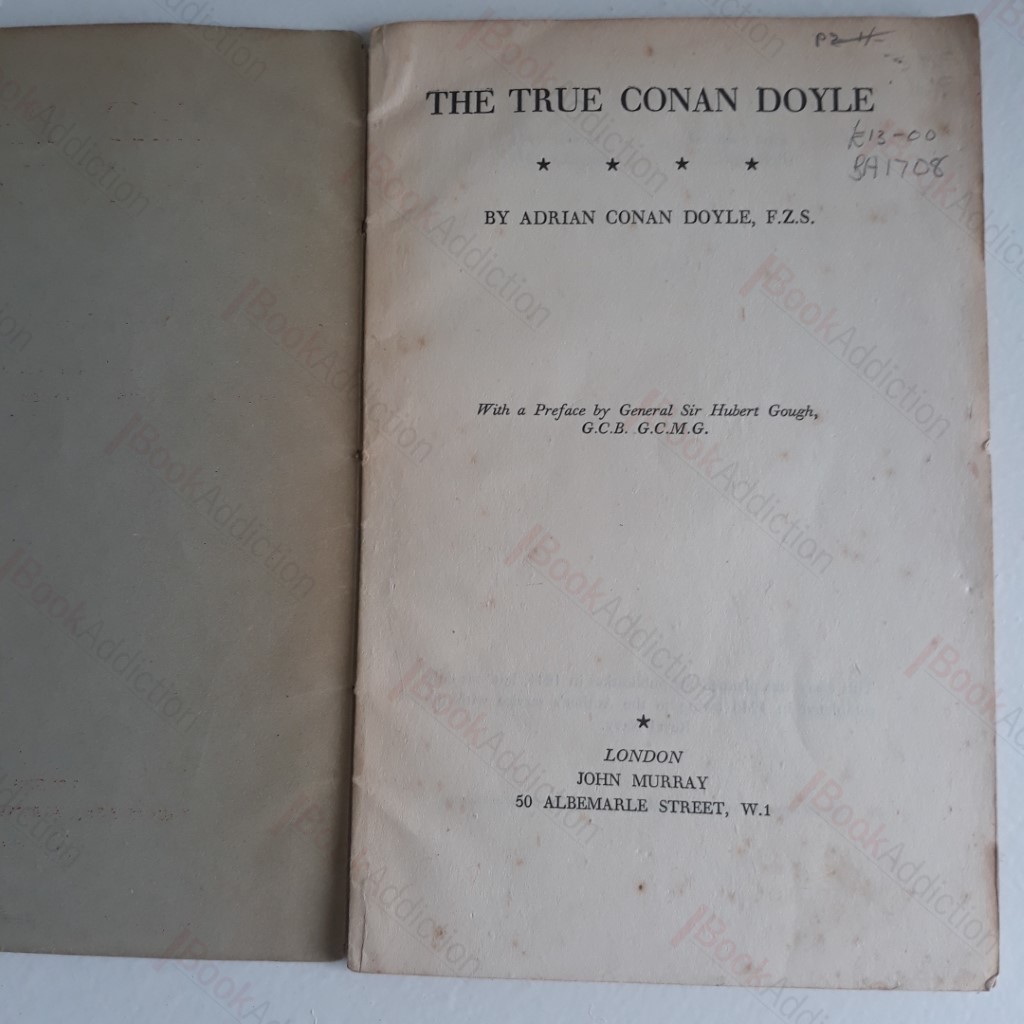 THE TRUE CONAN DOYLE
£13-00
BA1708
★ ★ ★ ★
BY ADRIAN CONAN DOYLE, F.Z.S.
With a Preface by General Sir Hubert Gough,
G.C.B. G.C.M.G.
★
LONDON
JOHN MURRAY
50 ALBEMARLE STREET, W.1
BookAddiction